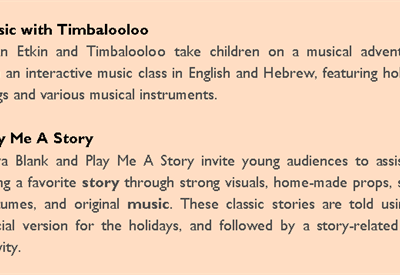 sic with Timbalooloo
n Etkin and Timbalooloo take children on a musical advent
an interactive music class in English and Hebrew, featuring hol
gs and various musical instruments.
y Me A Story
a Blank and Play Me A Story invite young audiences to assis
ng a favorite story through strong visuals, home-made props, s
tumes, and original music. These classic stories are told usin
cial version for the holidays, and followed by a story-related
vity.